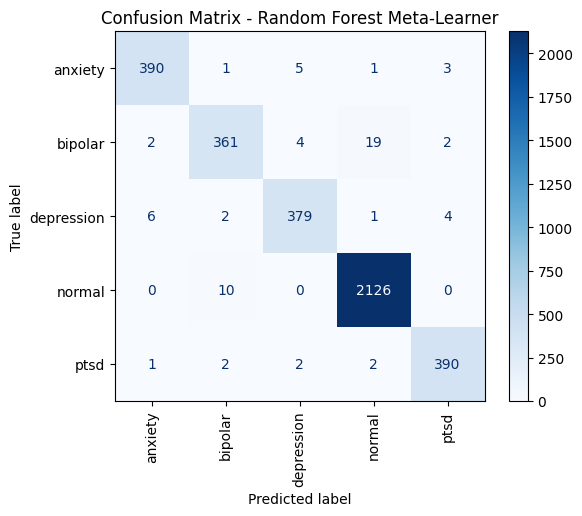 Confusion Matrix - Random Forest Meta-Learner
True label
anxiety 390 1 5 1 3
bipolar 2 361 4 19 2
depression 6 2 379 1 4
normal 0 10 0 2126 0
ptsd 1 2 2 2 390
anxiety
bipolar
depression
normal
ptsd
Predicted label
2000
1750
1500
1250
1000
750
500
250
0